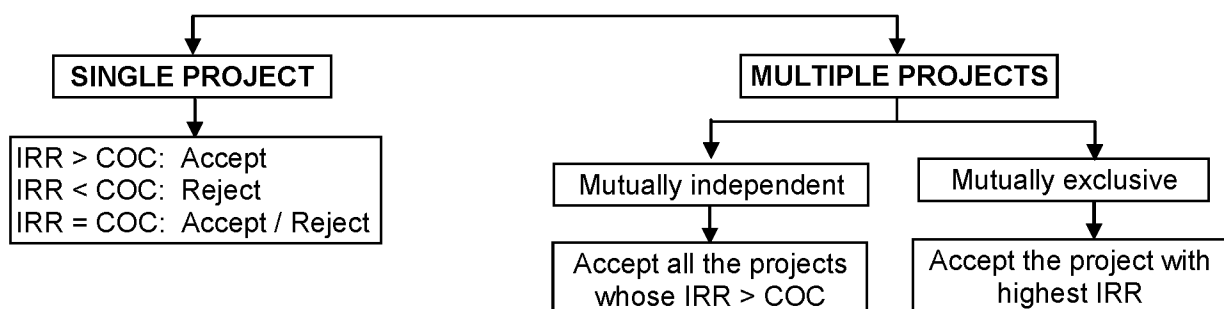 SINGLE PROJECT
IRR > COC: Accept
IRR < COC: Reject
IRR = COC: Accept / Reject
MULTIPLE PROJECTS
Mutually independent
Accept all the projects
whose IRR > COC
Mutually exclusive
Accept the project with
highest IRR